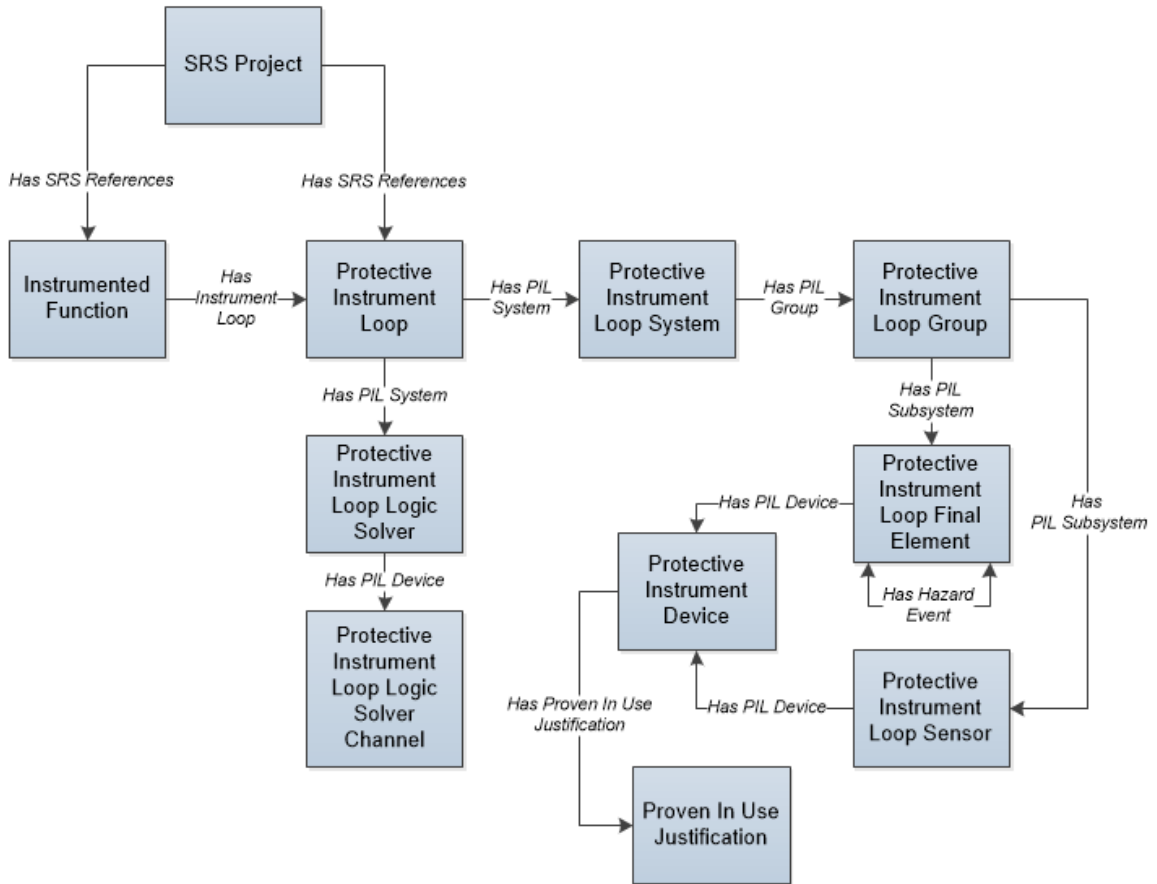 SRS Project
Has SRS References
Has SRS References
Instrumented
Function
Has
Instrument
Loop
Protective
Instrument
Loop
Has PIL
System
Protective
Instrument
Loop System
Has PIL
Group
Protective
Instrument
Loop Group
Has PIL System
Has PIL
Subsystem
Protective
Instrument
Loop Logic
Solver
Protective
Instrument
Loop Final
Element
Has
PIL Subsystem
Has PIL Device
Protective
Instrument
Device
Has PIL Device
Has Hazard
Event
Protective
Instrument
Loop Logic
Solver
Channel
Has Proven In Use
Justification
Has PIL Device
Protective
Instrument
Loop Sensor
Proven In Use
Justification